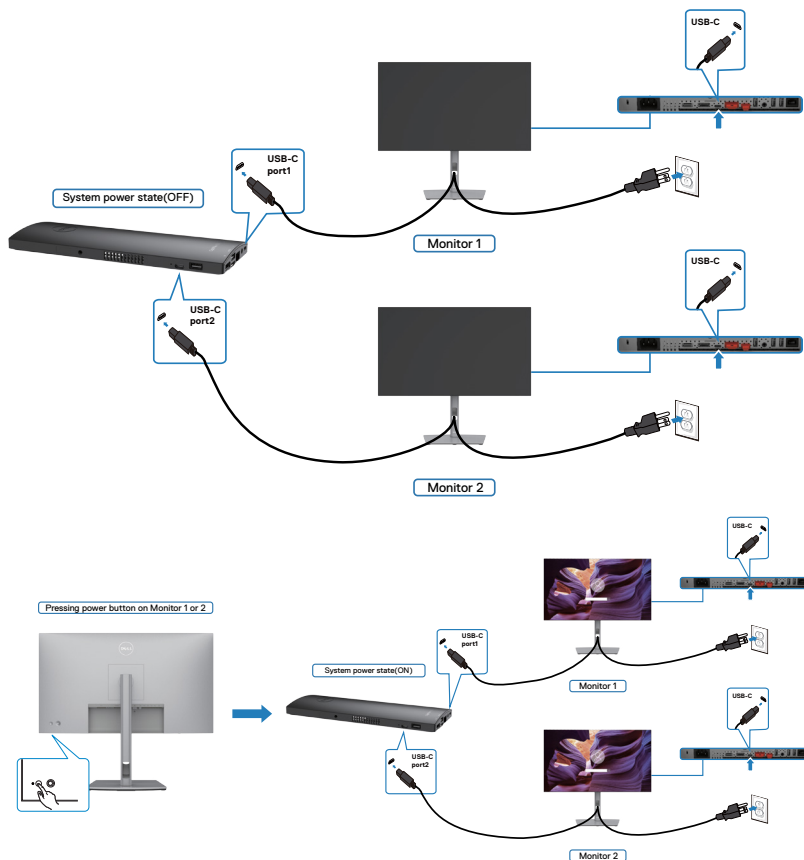 USB-C
USB-C
port1
System power state(OFF)
Monitor 1
USB-C
USB-C
port2
Monitor 2
USB-C
Pressing power button on Monitor 1 or 2
USB-C
port1
System power state(ON)
Monitor 1
USB-C
USB-C
port2
Monitor 2
DELL